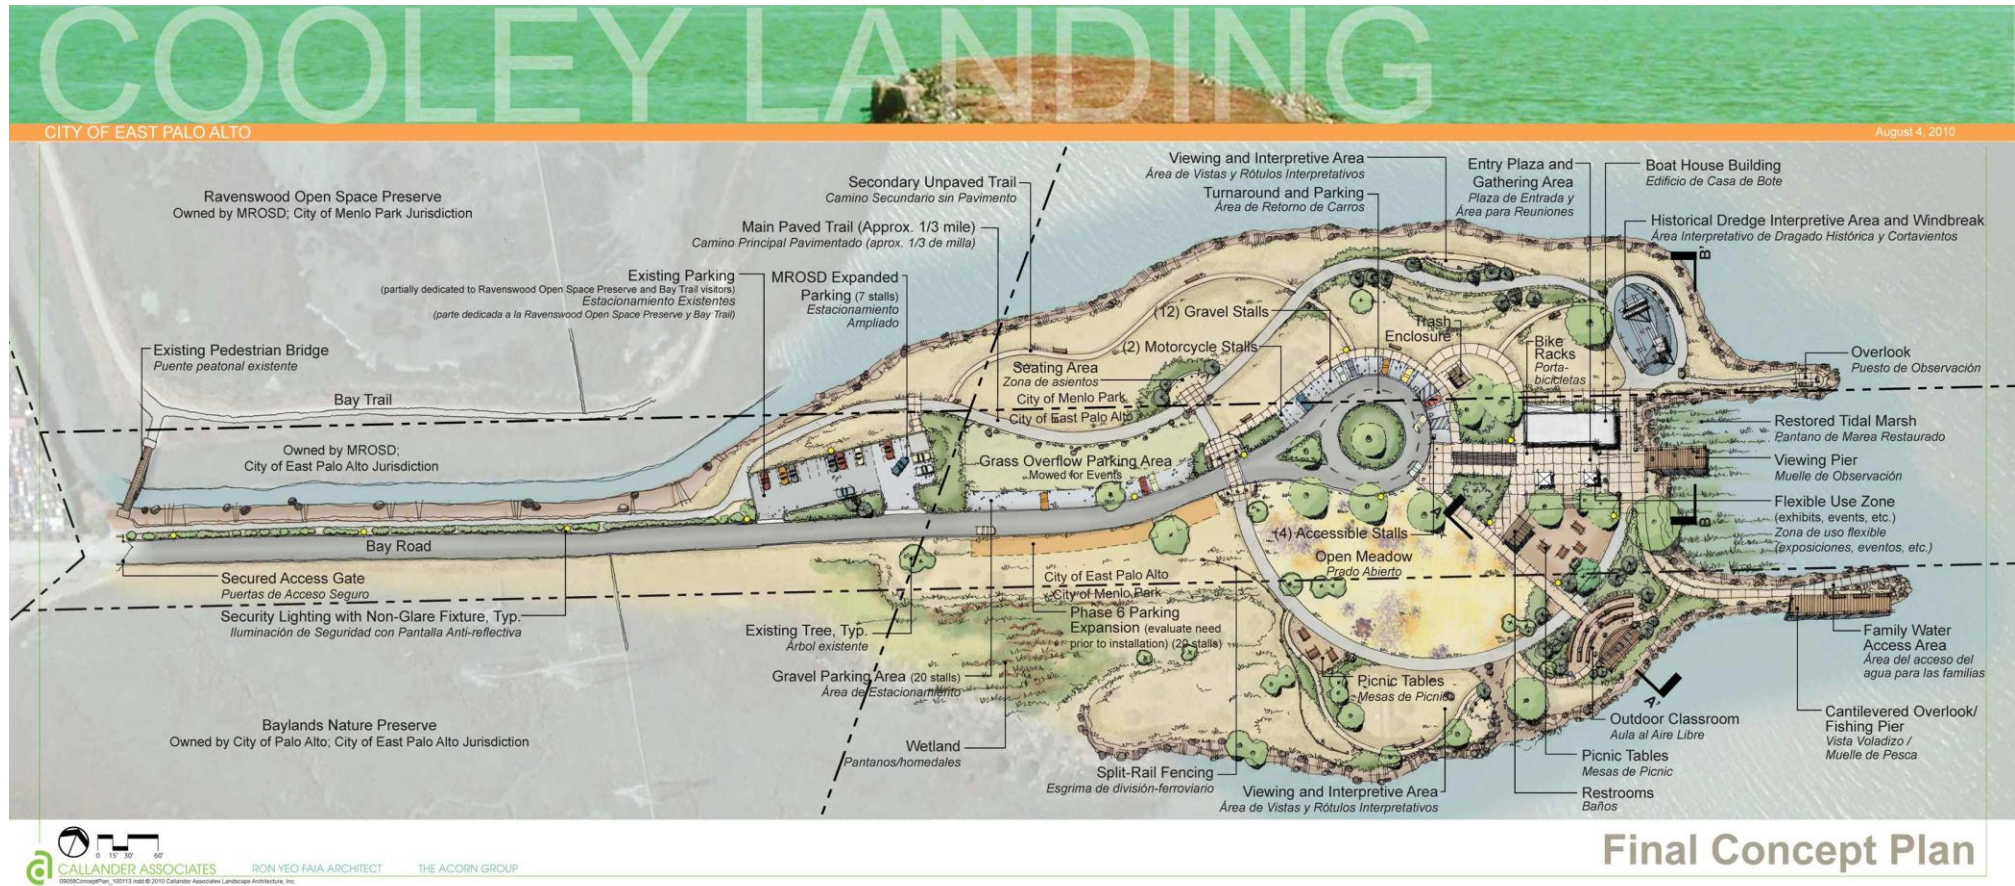 COOLEY LANDING
CITY OF EAST PALO ALTO
August 4, 2010
Ravenswood Open Space Preserve
Owned by MROSD; City of Menlo Park Jurisdiction
Secondary Unpaved Trail
Camino Secundario sin Pavimento
Main Paved Trail (Approx. 1/3 mile)
Camino Principal Pavimentado (aprox. 1/3 de milla)
Existing Parking
(partially dedicated to Ravenswood Open Space Preserve and Bay Trail visitors)
Estacionamiento Existentes
(parte dedicada a la Ravenswood Open Space Preserve y Bay Trail)
MROSD Expanded
Parking (7 stalls)
Estacionamiento
Ampliado
Viewing and Interpretive Area
Área de Vistas y Rótulos Interpretativos
Turnaround and Parking
Área de Retorno de Carros
Entry Plaza and
Gathering Area
Plaza de Entrada y
Área para Reuniones
Boat House Building
Edificio de Casa de Bote
Historical Dredge Interpretive Area and Windbreak
Área Interpretativo de Dragado Histórica y Cortavientos
B'
(12) Gravel Stalls
(2) Motorcycle Stalls
Trash
Enclosure
Bike
Racks
Porta-
bicicletas
Seating Area
Zona de asientos
City of Menlo Park
City of East Palo Alto
Overlook
Puesto de Observación
Existing Pedestrian Bridge
Puente peatonal existente
Bay Trail
Owned by MROSD;
City of East Palo Alto Jurisdiction
Grass Overflow Parking Area
Mowed for Events
Restored Tidal Marsh
Pantano de Marea Restaurado
Viewing Pier
Muelle de Observación
Flexible Use Zone
(exhibits, events, etc.)
Zona de uso flexible
(exposiciones, eventos, etc.)
A
B
(4) Accessible Stalls
Open Meadow
Prado Abierto
Bay Road
Secured Access Gate
Puertas de Acceso Seguro
Security Lighting with Non-Glare Fixture, Typ.
Iluminación de Seguridad con Pantalla Anti-reflectiva
City of East Palo Alto
City of Menlo Park
Phase 6 Parking
Expansion (evaluate need
prior to installation) (20 stalls)
Existing Tree, Typ.
Árbol existente
Gravel Parking Area (20 stalls)
Área de Estacionamiento
Family Water
Access Area
Área del acceso del
agua para las familias
Picnic Tables
Mesas de Picnic
A'
Cantilevered Overlook/
Fishing Pier
Vista Voladizo /
Muelle de Pesca
Outdoor Classroom
Aula al Aire Libre
Baylands Nature Preserve
Owned by City of Palo Alto; City of East Palo Alto Jurisdiction
Wetland
Pantanos/homedales
Split-Rail Fencing
Esgrima de división-ferroviario
Viewing and Interpretive Area
Área de Vistas y Rótulos Interpretativos
Picnic Tables
Mesas de Picnic
Restrooms
Baños
0 15' 30' 60'
a
CALLANDER ASSOCIATES
RON YEO FAIA ARCHITECT
THE ACORN GROUP
09058ConceptPlan_100113.indd © 2010 Callander Associates Landscape Architecture, Inc.
Final Concept Plan